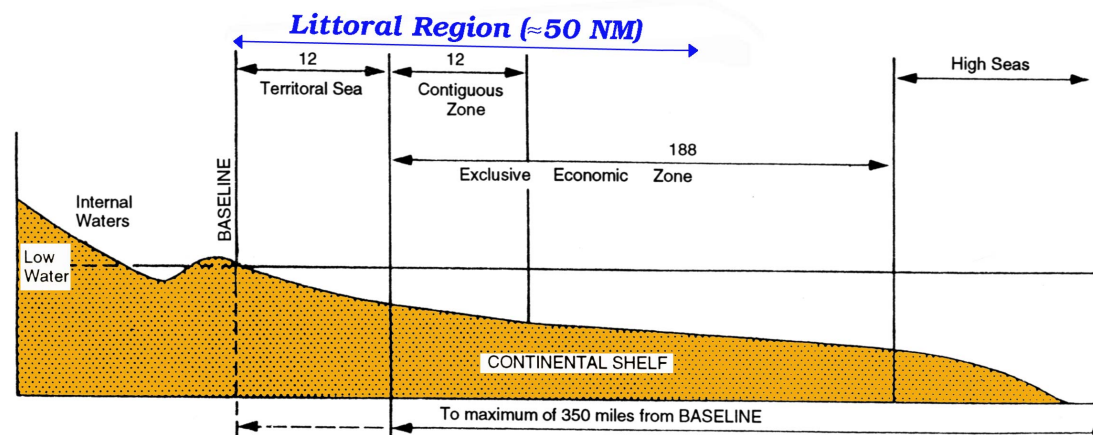 Littoral Region (≈50 NM)
12
12
High Seas
Territoral Sea
Contiguous
Zone
188
Exclusive Economic Zone
BASELINE
Internal
Waters
Low
Water
CONTINENTAL SHELF
To maximum of 350 miles from BASELINE